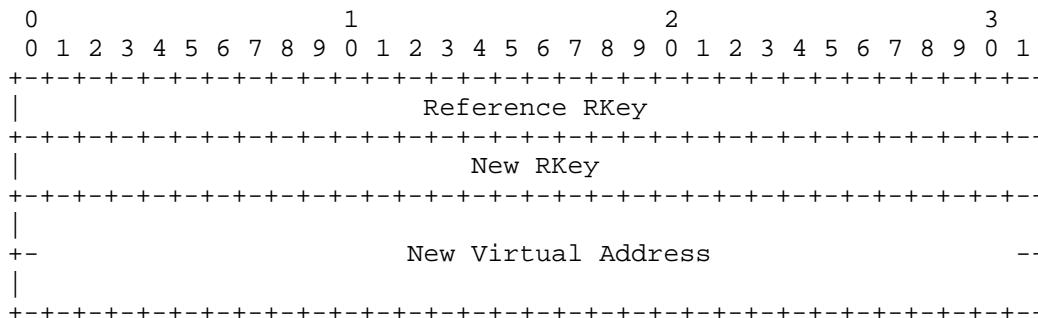 0                   1                   2                   3
 0 1 2 3 4 5 6 7 8 9 0 1 2 3 4 5 6 7 8 9 0 1 2 3 4 5 6 7 8 9 0 1
+-+-+-+-+-+-+-+-+-+-+-+-+-+-+-+-+-+-+-+-+-+-+-+-+-+-+-+-+-+-+-+--
|                         Reference RKey
+-+-+-+-+-+-+-+-+-+-+-+-+-+-+-+-+-+-+-+-+-+-+-+-+-+-+-+-+-+-+-+--
|                            New RKey
+-+-+-+-+-+-+-+-+-+-+-+-+-+-+-+-+-+-+-+-+-+-+-+-+-+-+-+-+-+-+-+--
|
+-                       New Virtual Address                   --
|
+-+-+-+-+-+-+-+-+-+-+-+-+-+-+-+-+-+-+-+-+-+-+-+-+-+-+-+-+-+-+-+--